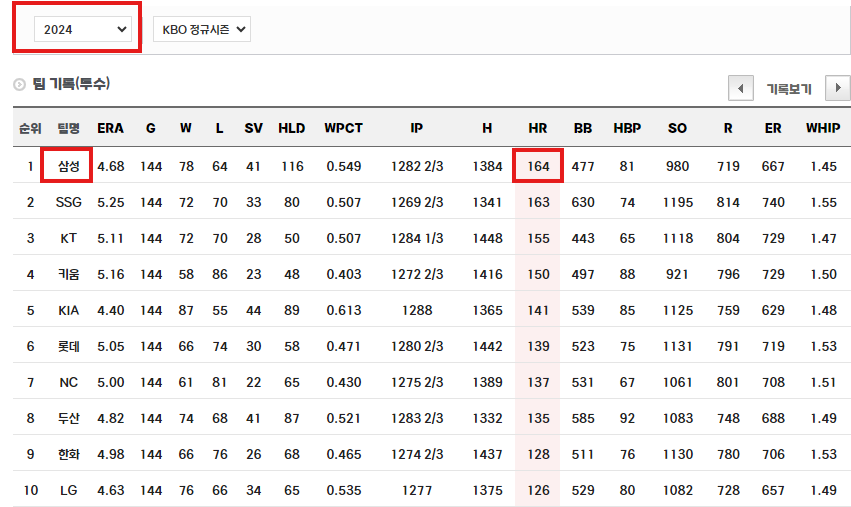 2024 KBO 정규시즌
팀 기록(투수) 기록보기
순위 팀명 ERA G W L SV HLD WPCT IP H HR BB HBP SO R ER WHIP
1 삼성 4.68 144 78 64 41 116 0.549 1282 2/3 1384 164 477 81 980 719 667 1.45
2 SSG 5.25 144 72 70 33 80 0.507 1269 2/3 1341 163 630 74 1195 814 740 1.55
3 KT 5.11 144 72 70 28 50 0.507 1284 1/3 1448 155 443 65 1118 804 729 1.47
4 키움 5.16 144 58 86 23 48 0.403 1272 2/3 1416 150 497 88 921 796 729 1.50
5 KIA 4.40 144 87 55 44 89 0.613 1288 1365 141 539 85 1125 759 629 1.48
6 롯데 5.05 144 66 74 30 58 0.471 1280 2/3 1442 139 523 75 1131 791 719 1.53
7 NC 5.00 144 61 81 22 65 0.430 1275 2/3 1389 137 531 67 1061 801 708 1.51
8 두산 4.82 144 74 68 41 87 0.521 1283 2/3 1332 135 585 92 1083 748 688 1.49
9 한화 4.98 144 66 76 26 68 0.465 1274 2/3 1437 128 511 76 1130 780 706 1.53
10 LG 4.63 144 76 66 34 65 0.535 1277 1375 126 529 80 1082 728 657 1.49